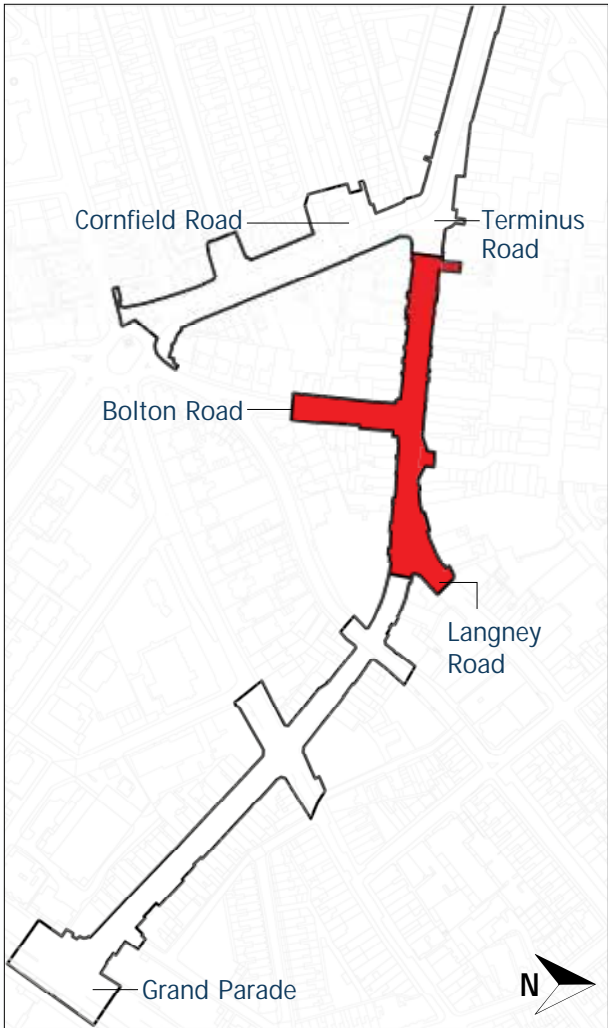 Cornfield Road
Terminus
Road
Bolton Road
Langney
Road
Grand Parade
N